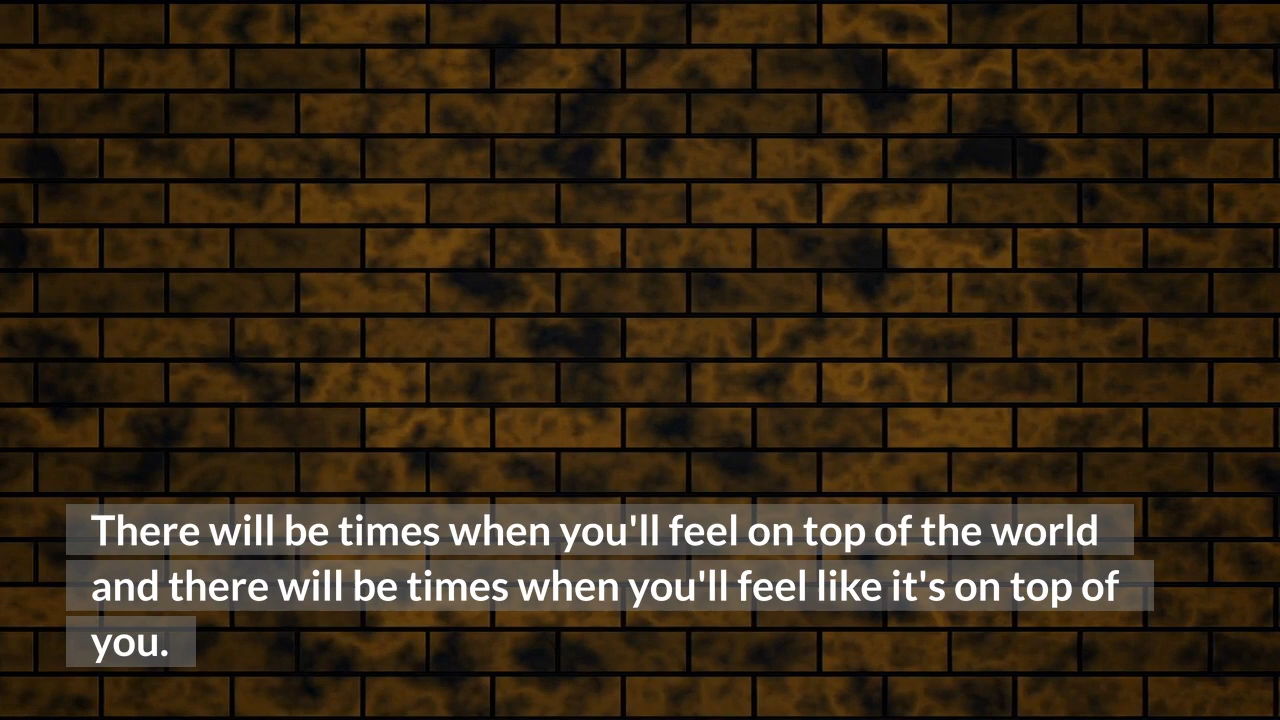 There will be times when you'll feel on top of the world
and there will be times when you'll feel like it's on top of
you.